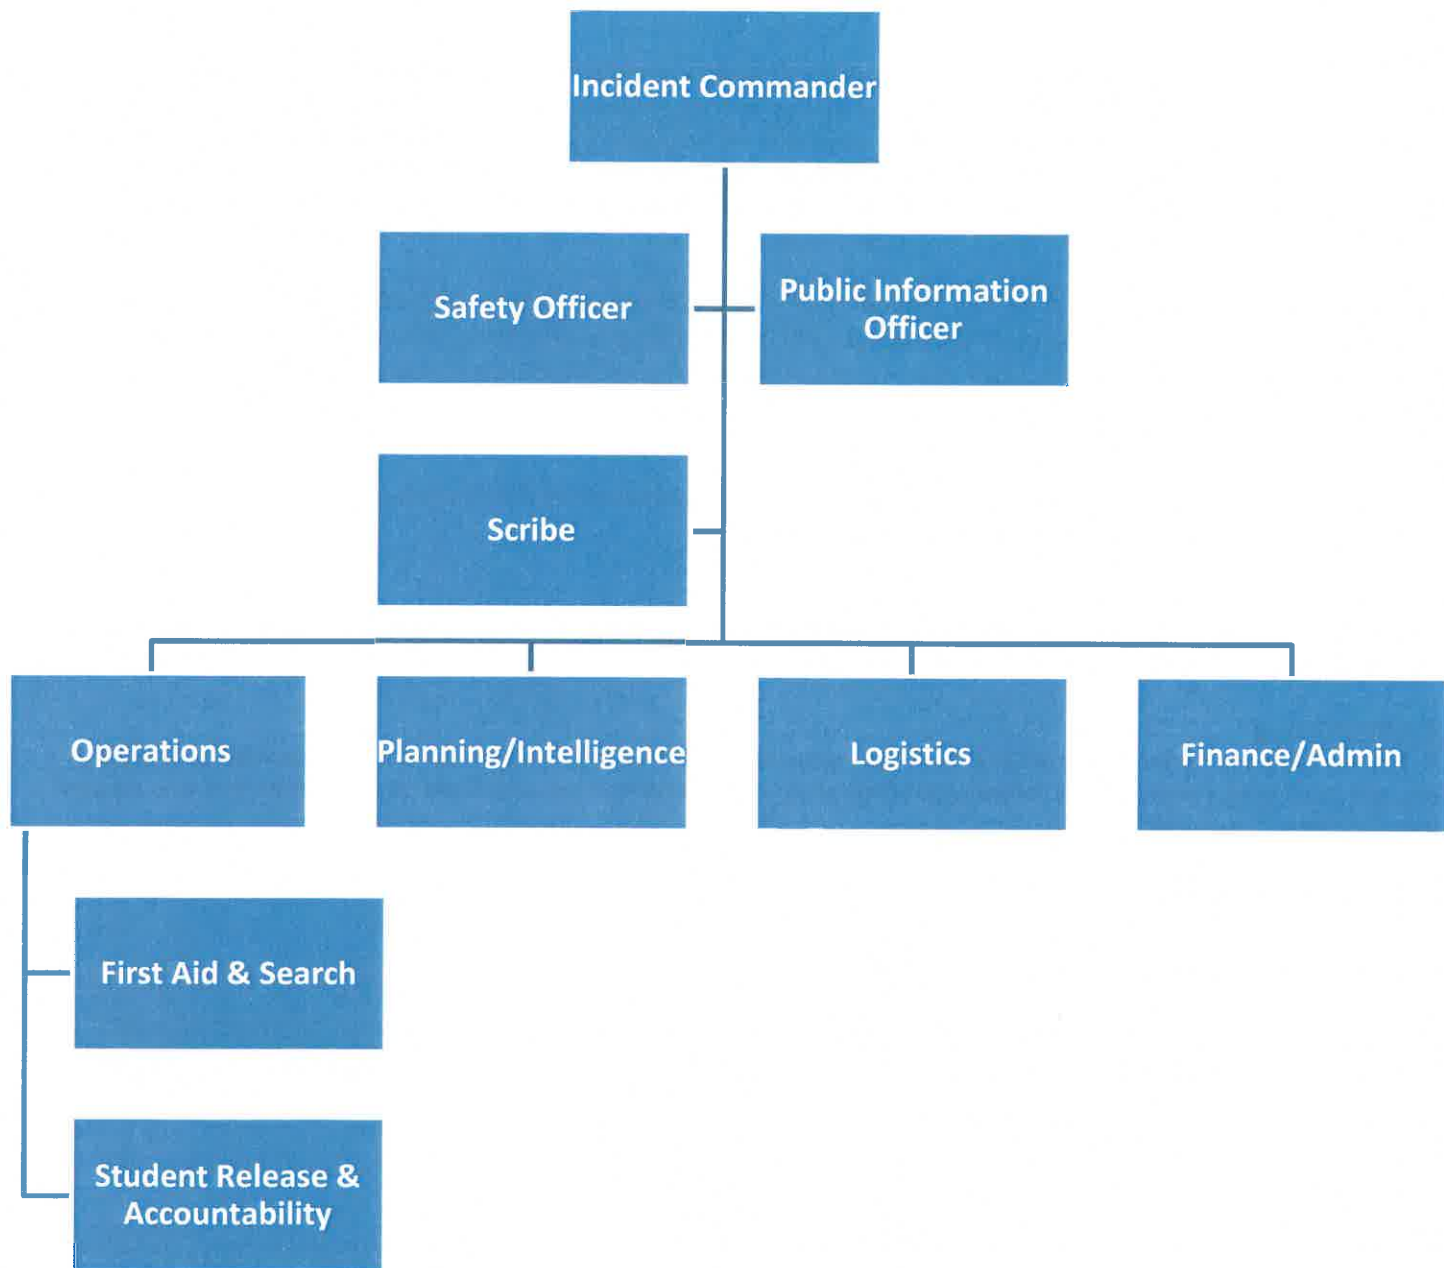 Incident Commander
Safety Officer
Public Information
Officer
Scribe
Operations
Planning/Intelligence
Logistics
Finance/Admin
First Aid & Search
Student Release &
Accountability